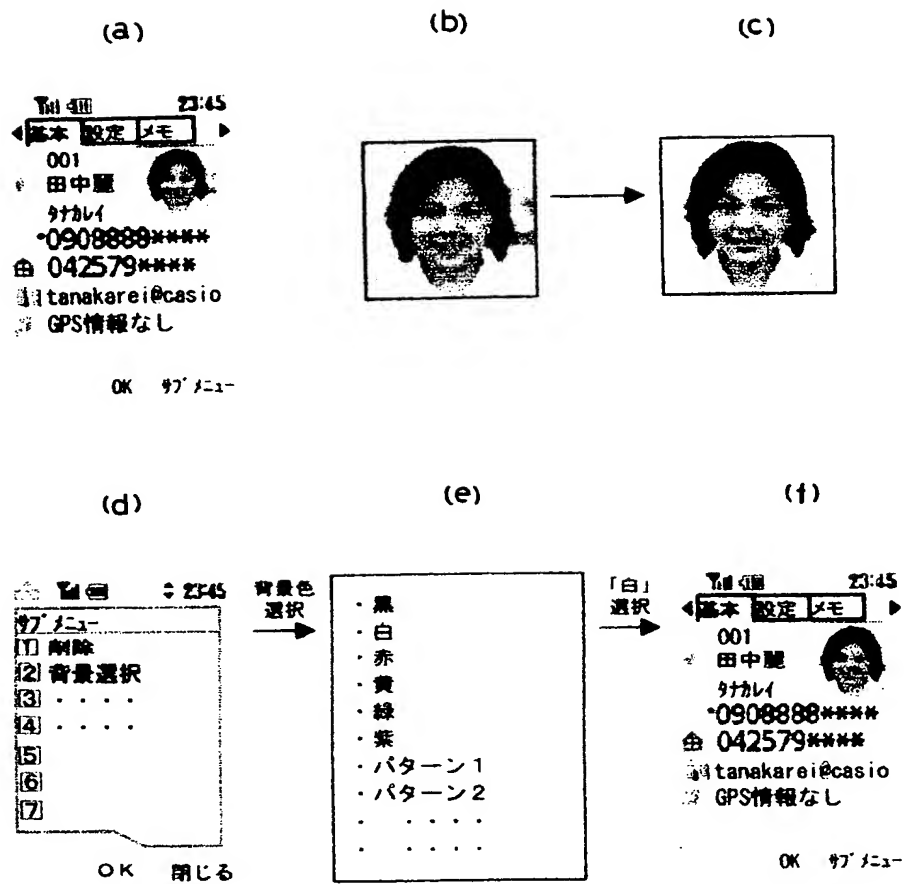 (a)
(b)
(c)
23:45
基本 設定 メモ
001
田中麗
ﾀﾅｶﾚｲ
0908888****
042579****
tanakarei@casio
GPS情報なし
OK ｻﾌﾞﾒﾆｭｰ
(d)
(e)
(f)
23:45
ｻﾌﾞﾒﾆｭｰ
1 削除
2 背景選択
3 ・・・・
4 ・・・・
5
6
7
OK 閉じる
背景色
選択
・黒
・白
・赤
・黄
・緑
・紫
・パターン1
・パターン2
・ ・・・・
・ ・・・・
「白」
選択
23:45
基本 設定 メモ
001
田中麗
ﾀﾅｶﾚｲ
0908888****
042579****
tanakarei@casio
GPS情報なし
OK ｻﾌﾞﾒﾆｭｰ